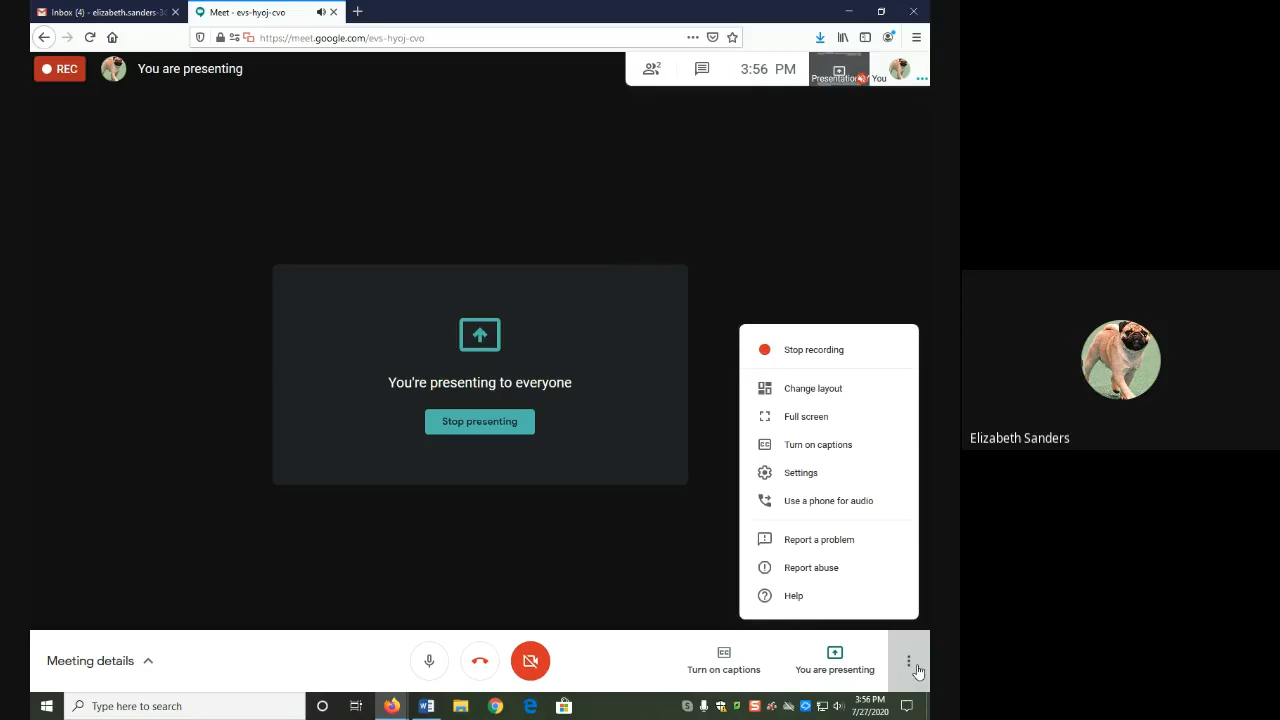 Inbox (4) - elizabeth.sanders-3
Meet - evs-hyoj-cvo
https://meet.google.com/evs-hyoj-cvo
REC
You are presenting
2
3:56 PM
Presentation
You
You're presenting to everyone
Stop presenting
Stop recording
Change layout
Full screen
Turn on captions
Settings
Use a phone for audio
Report a problem
Report abuse
Help
Elizabeth Sanders
Meeting details
Turn on captions
You are presenting
Type here to search
3:56 PM
7/27/2020